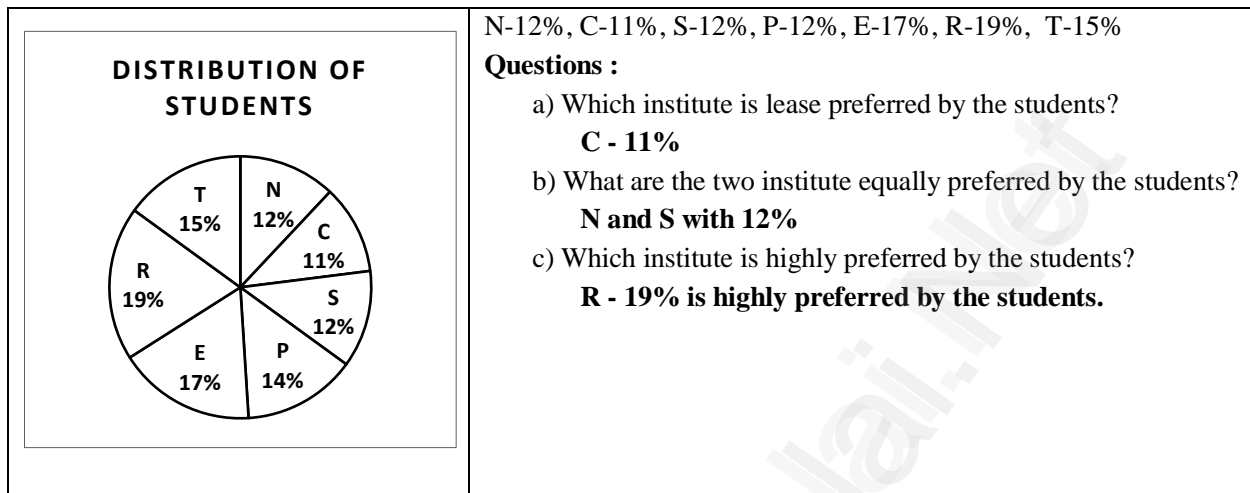 DISTRIBUTION OF
STUDENTS
N
12%
C
11%
S
12%
P
14%
E
17%
R
19%
T
15%
N-12%, C-11%, S-12%, P-12%, E-17%, R-19%, T-15%
Questions :
a) Which institute is lease preferred by the students?
C - 11%
b) What are the two institute equally preferred by the students?
N and S with 12%
c) Which institute is highly preferred by the students?
R - 19% is highly preferred by the students.
lai.Net